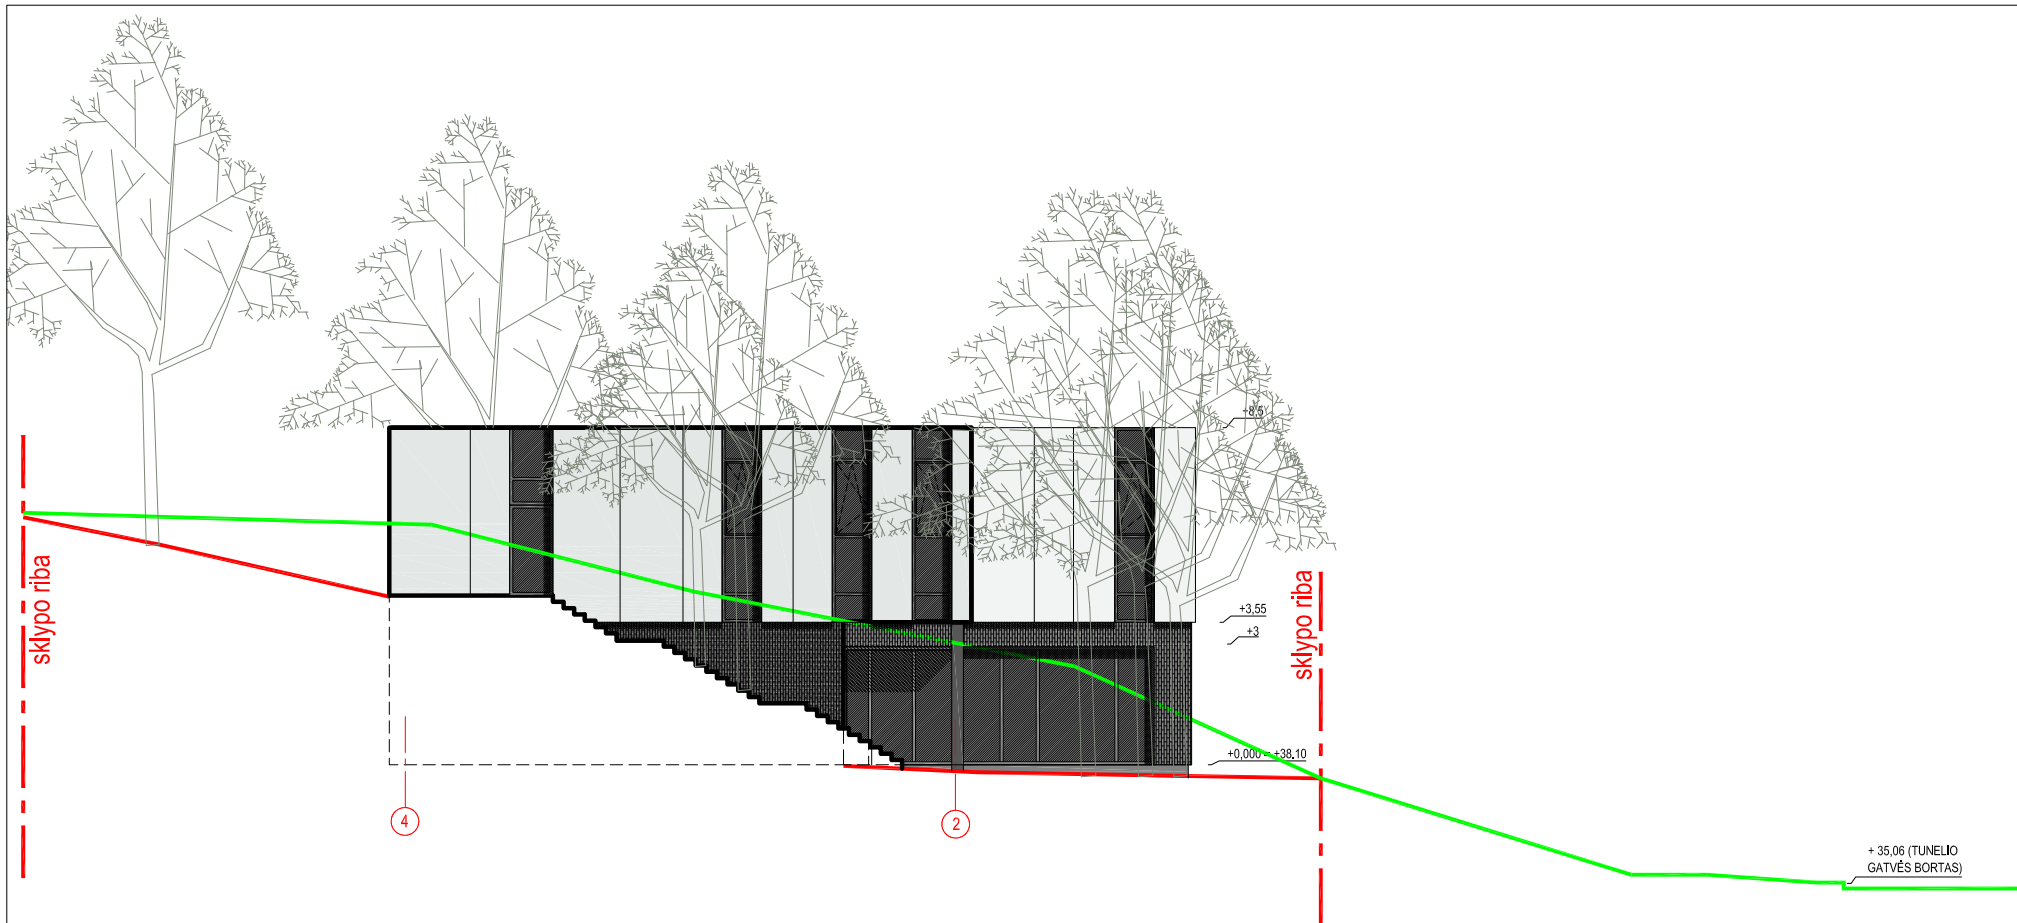 +8.5
sklypo riba
sklypo riba
+3,55
+3
+0,000 = +38.10
4
2
+ 35,06 (TUNELIO
GATVĖS BORTAS)